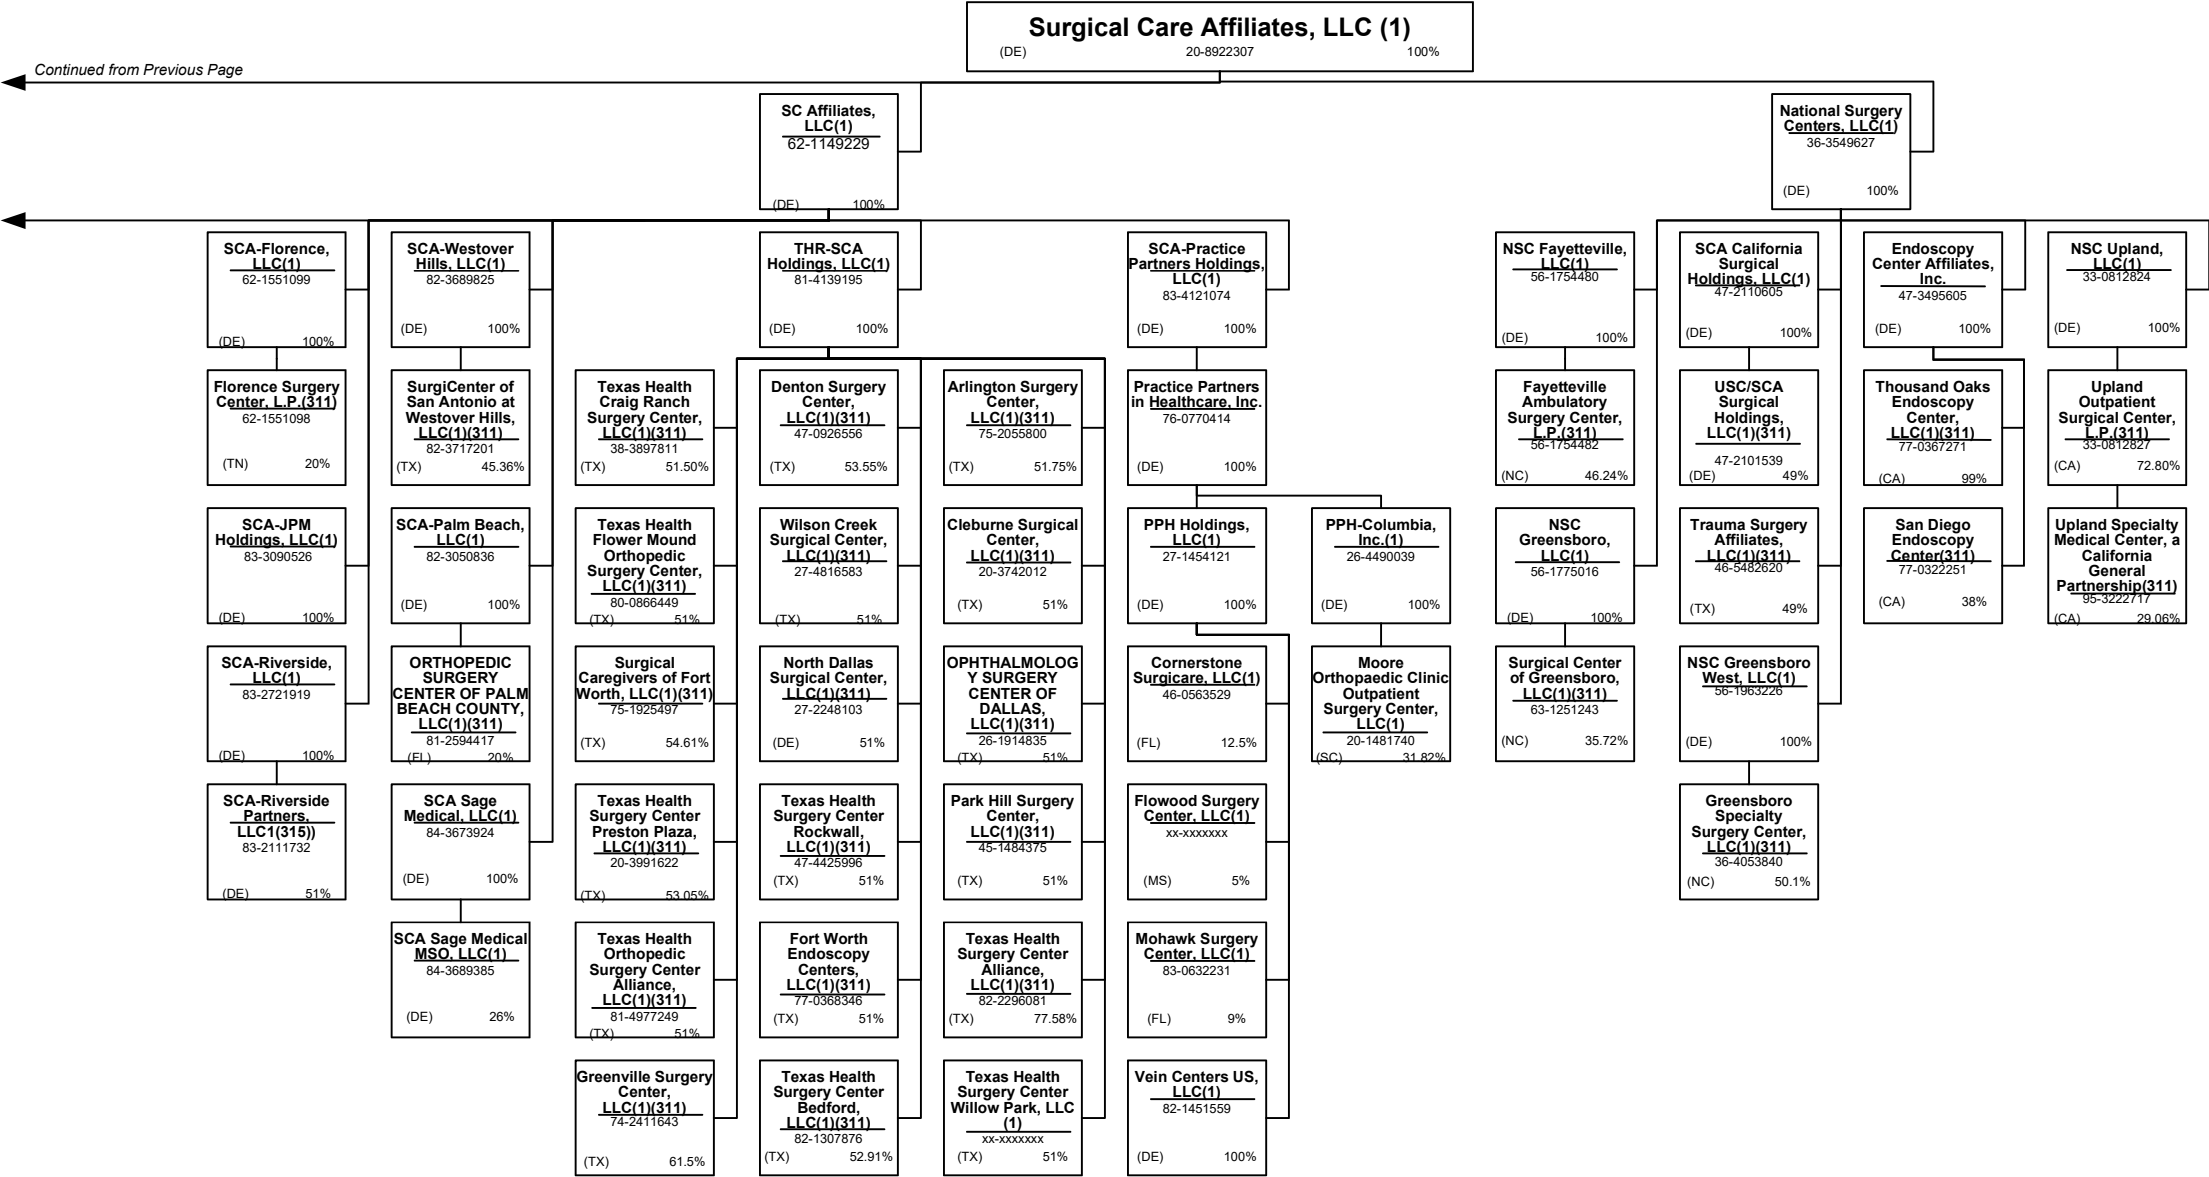 Surgical Care Affiliates, LLC (1)
(DE) 20-8922307 100%
Continued from Previous Page
SC Affiliates,
LLC(1)
62-1149229
(DE) 100%
National Surgery
Centers, LLC(1)
36-3549627
(DE) 100%
SCA-Florence,
LLC(1)
62-1551099
(DE) 100%
SCA-Westover
Hills, LLC(1)
82-3689825
(DE) 100%
THR-SCA
Holdings, LLC(1)
81-4139195
(DE) 100%
SCA-Practice
Partners Holdings,
LLC(1)
83-4121074
(DE) 100%
NSC Fayetteville,
LLC(1)
56-1754480
(DE) 100%
SCA California
Surgical
Holdings, LLC(1)
47-2110605
(DE) 100%
Endoscopy
Center Affiliates,
Inc.
47-3495605
(DE) 100%
NSC Upland,
LLC(1)
33-0812824
(DE) 100%
Florence Surgery
Center, L.P.(311)
62-1551098
(TN) 20%
SurgiCenter of
San Antonio at
Westover Hills,
LLC(1)(311)
82-3717201
(TX) 45.36%
Texas Health
Craig Ranch
Surgery Center,
LLC(1)(311)
38-3897811
(TX) 51.50%
Denton Surgery
Center,
LLC(1)(311)
47-0926556
(TX) 53.55%
Arlington Surgery
Center,
LLC(1)(311)
75-2055800
(TX) 51.75%
Practice Partners
in Healthcare, Inc.
76-0770414
(DE) 100%
Fayetteville
Ambulatory
Surgery Center,
L.P.(311)
56-1754482
(NC) 46.24%
USC/SCA
Surgical
Holdings,
LLC(1)(311)
47-2101539
(DE) 49%
Thousand Oaks
Endoscopy
Center,
LLC(1)(311)
77-0367271
(CA) 99%
Upland
Outpatient
Surgical Center,
L.P.(311)
33-0812827
(CA) 72.80%
SCA-JPM
Holdings, LLC(1)
83-3090526
(DE) 100%
SCA-Palm Beach,
LLC(1)
82-3050836
(DE) 100%
Texas Health
Flower Mound
Orthopedic
Surgery Center,
LLC(1)(311)
80-0866449
(TX) 51%
Wilson Creek
Surgical Center,
LLC(1)(311)
27-4816583
(TX) 51%
Cleburne Surgical
Center,
LLC(1)(311)
20-3742012
(TX) 51%
PPH Holdings,
LLC(1)
27-1454121
(DE) 100%
PPH-Columbia,
Inc.(1)
26-4490039
(DE) 100%
NSC
Greensboro,
LLC(1)
56-1775016
(DE) 100%
Trauma Surgery
Affiliates,
LLC(1)(311)
46-5482620
(TX) 49%
San Diego
Endoscopy
Center(311)
77-0322251
(CA) 38%
Upland Specialty
Medical Center, a
California
General
Partnership(311)
95-3222717
(CA) 29.06%
SCA-Riverside,
LLC(1)
83-2721919
(DE) 100%
ORTHOPEDIC
SURGERY
CENTER OF PALM
BEACH COUNTY,
LLC(1)(311)
81-2594417
(FL) 20%
Surgical
Caregivers of Fort
Worth, LLC(1)(311)
75-1925497
(TX) 54.61%
North Dallas
Surgical Center,
LLC(1)(311)
27-2248103
(DE) 51%
OPHTHALMOLOG
Y SURGERY
CENTER OF
DALLAS,
LLC(1)(311)
26-1914835
(TX) 51%
Cornerstone
Surgicare, LLC(1)
46-0563529
(FL) 12.5%
Moore
Orthopaedic Clinic
Outpatient
Surgery Center,
LLC(1)
20-1481740
(SC) 31.82%
Surgical Center
of Greensboro,
LLC(1)(311)
63-1251243
(NC) 35.72%
NSC Greensboro
West, LLC(1)
56-1963226
(DE) 100%
SCA-Riverside
Partners,
LLC1(315))
83-2111732
(DE) 51%
SCA Sage
Medical, LLC(1)
84-3673924
(DE) 100%
Texas Health
Surgery Center
Preston Plaza,
LLC(1)(311)
20-3991622
(TX) 53.05%
Texas Health
Surgery Center
Rockwall,
LLC(1)(311)
47-4425996
(TX) 51%
Park Hill Surgery
Center,
LLC(1)(311)
45-1484375
(TX) 51%
Flowood Surgery
Center, LLC(1)
xx-xxxxxxx
(MS) 5%
Greensboro
Specialty
Surgery Center,
LLC(1)(311)
36-4053840
(NC) 50.1%
SCA Sage Medical
MSO, LLC(1)
84-3689385
(DE) 26%
Texas Health
Orthopedic
Surgery Center
Alliance,
LLC(1)(311)
81-4977249
(TX) 51%
Fort Worth
Endoscopy
Centers,
LLC(1)(311)
77-0368346
(TX) 51%
Texas Health
Surgery Center
Alliance,
LLC(1)(311)
82-2296081
(TX) 77.58%
Mohawk Surgery
Center, LLC(1)
83-0632231
(FL) 9%
Greenville Surgery
Center,
LLC(1)(311)
74-2411643
(TX) 61.5%
Texas Health
Surgery Center
Bedford,
LLC(1)(311)
82-1307876
(TX) 52.91%
Texas Health
Surgery Center
Willow Park, LLC
(1)
xx-xxxxxxx
(TX) 51%
Vein Centers US,
LLC(1)
82-1451559
(DE) 100%